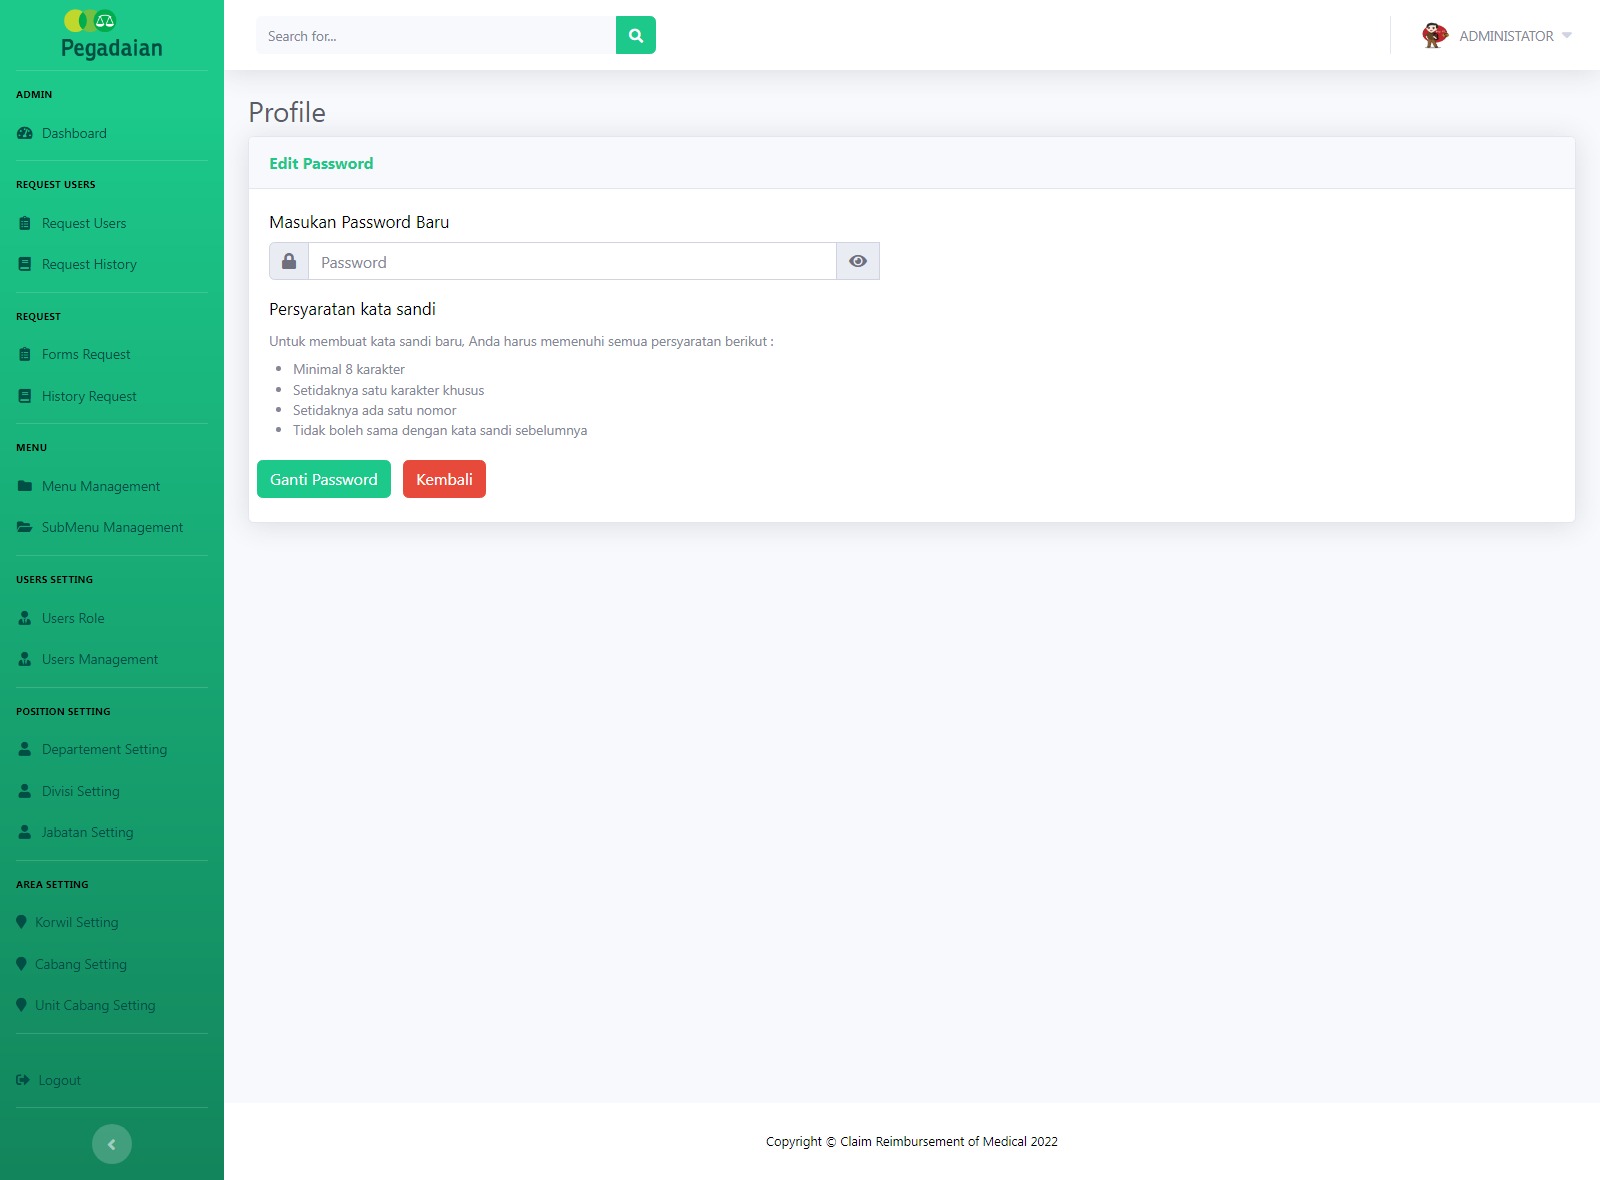 Pegadaian
ADMIN
Dashboard
REQUEST USERS
Request Users
Request History
REQUEST
Forms Request
History Request
MENU
Menu Management
SubMenu Management
USERS SETTING
Users Role
Users Management
POSITION SETTING
Departement Setting
Divisi Setting
Jabatan Setting
AREA SETTING
Korwil Setting
Cabang Setting
Unit Cabang Setting
Logout
Search for...
ADMINISTATOR
Profile
Edit Password
Masukan Password Baru
Password
Persyaratan kata sandi
Untuk membuat kata sandi baru, Anda harus memenuhi semua persyaratan berikut :
Minimal 8 karakter
Setidaknya satu karakter khusus
Setidaknya ada satu nomor
Tidak boleh sama dengan kata sandi sebelumnya
Ganti Password Kembali
Copyright © Claim Reimbursement of Medical 2022